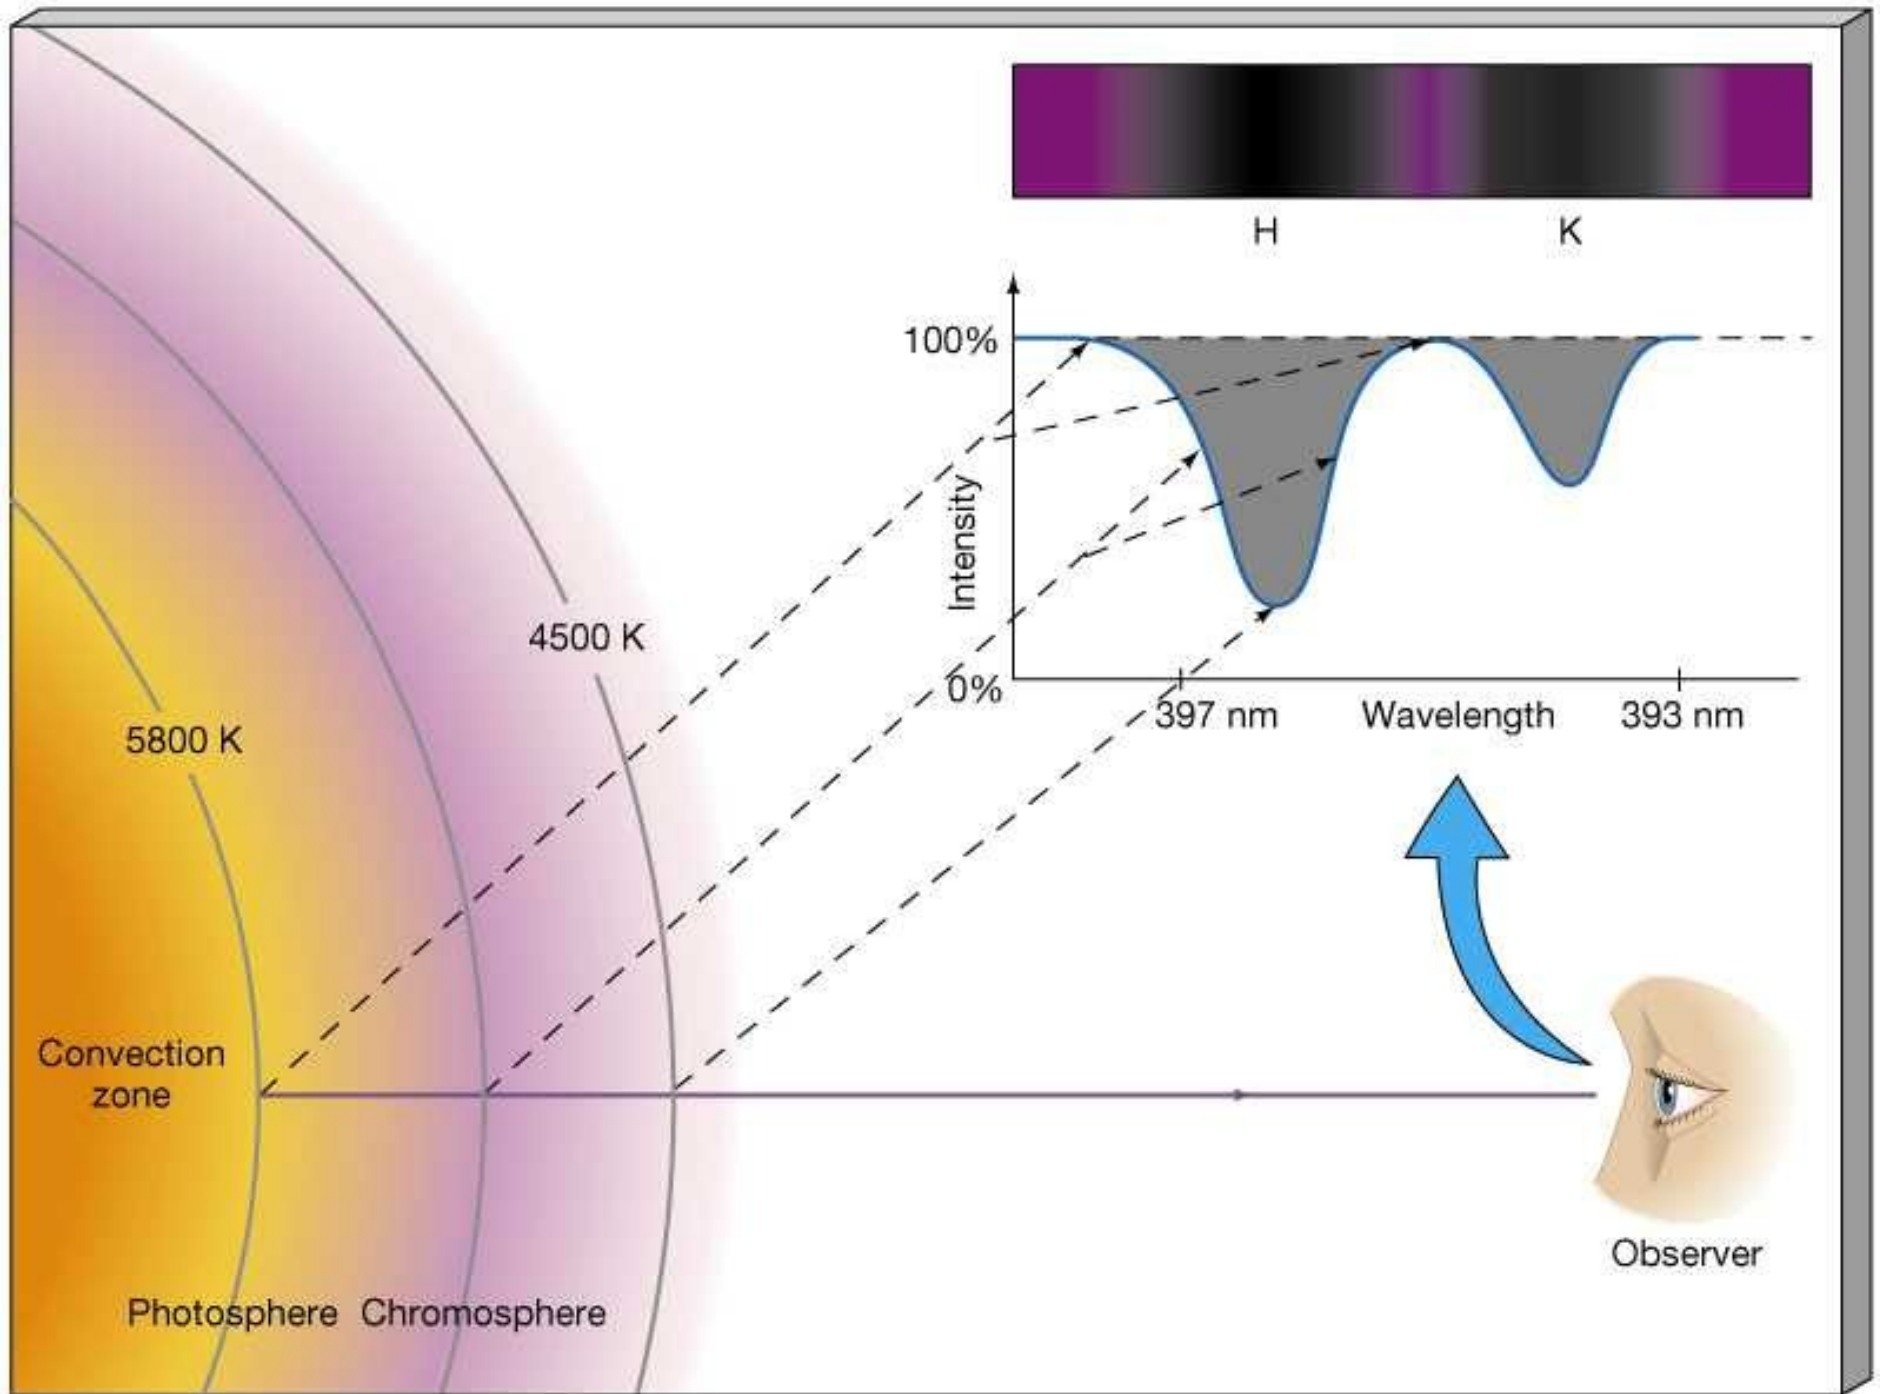 H K
100%
Intensity
4500 K
0%
397 nm Wavelength 393 nm
5800 K
Convection
zone
Observer
Photosphere Chromosphere